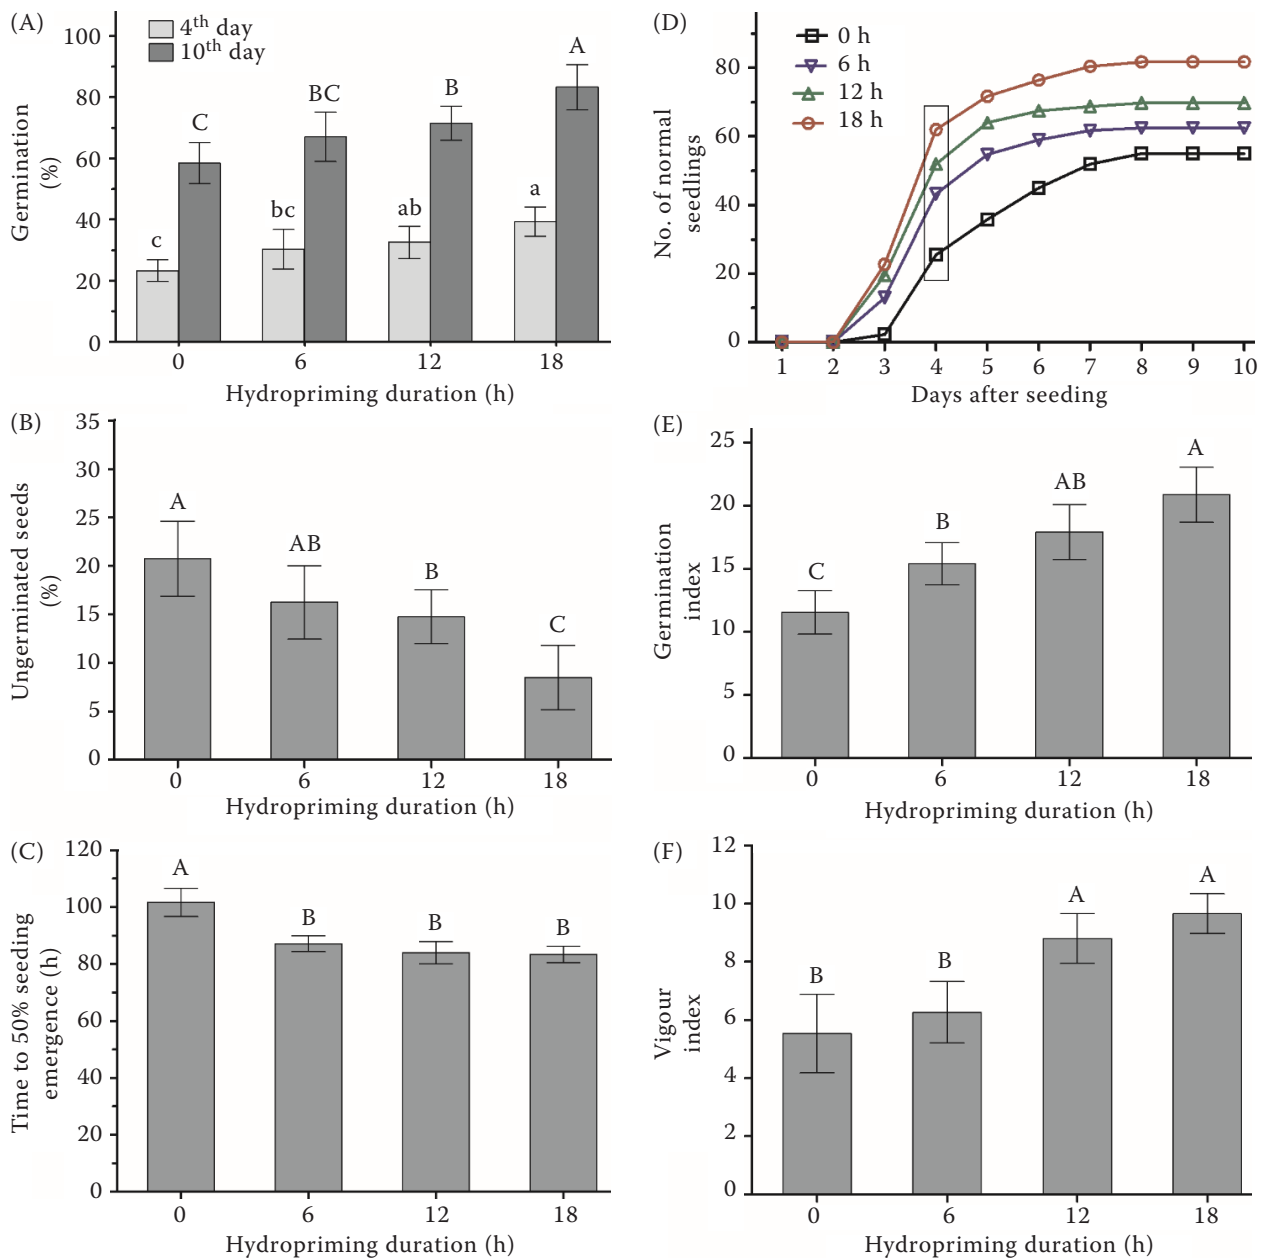 (A)
4th day
10th day
100
80
60
40
20
0
Germination
(%)
c
C
bc
BC
ab
B
a
A
0 6 12 18
Hydropriming duration (h)
(B)
35
30
25
20
15
10
5
0
Ungerminated seeds
(%)
A
AB
B
C
0 6 12 18
Hydropriming duration (h)
(C)
120
100
80
60
40
20
0
Time to 50% seeding
emergence (h)
A
B
B
B
0 6 12 18
Hydropriming duration (h)
(D)
0 h
6 h
12 h
18 h
80
60
40
20
0
No. of normal
seedlings
1 2 3 4 5 6 7 8 9 10
Days after seeding
(E)
25
20
15
10
5
0
Germination
index
C
B
AB
A
0 6 12 18
Hydropriming duration (h)
(F)
12
10
8
6
4
2
0
Vigour
index
B
B
A
A
0 6 12 18
Hydropriming duration (h)